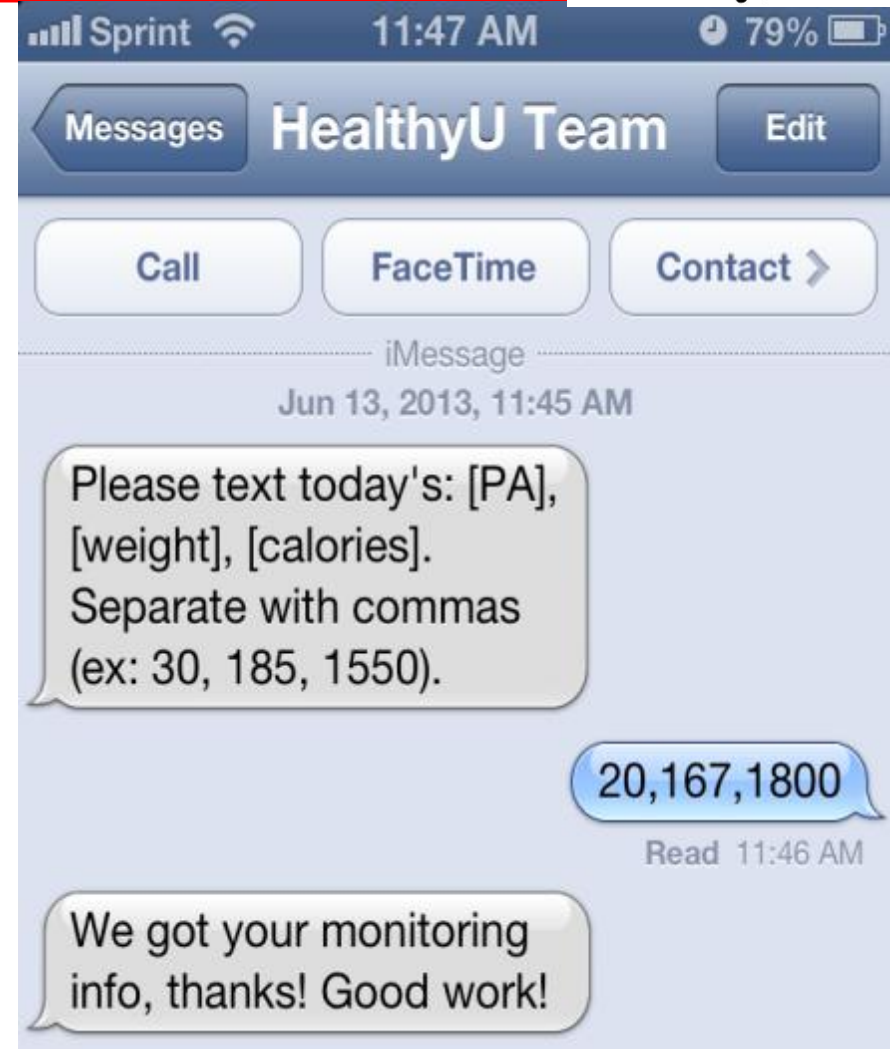 Sprint 11:47 AM 79%
Messages HealthyU Team Edit
Call FaceTime Contact
iMessage
Jun 13, 2013, 11:45 AM
Please text today's: [PA],
[weight], [calories].
Separate with commas
(ex: 30, 185, 1550).
20,167,1800
Read 11:46 AM
We got your monitoring
info, thanks! Good work!